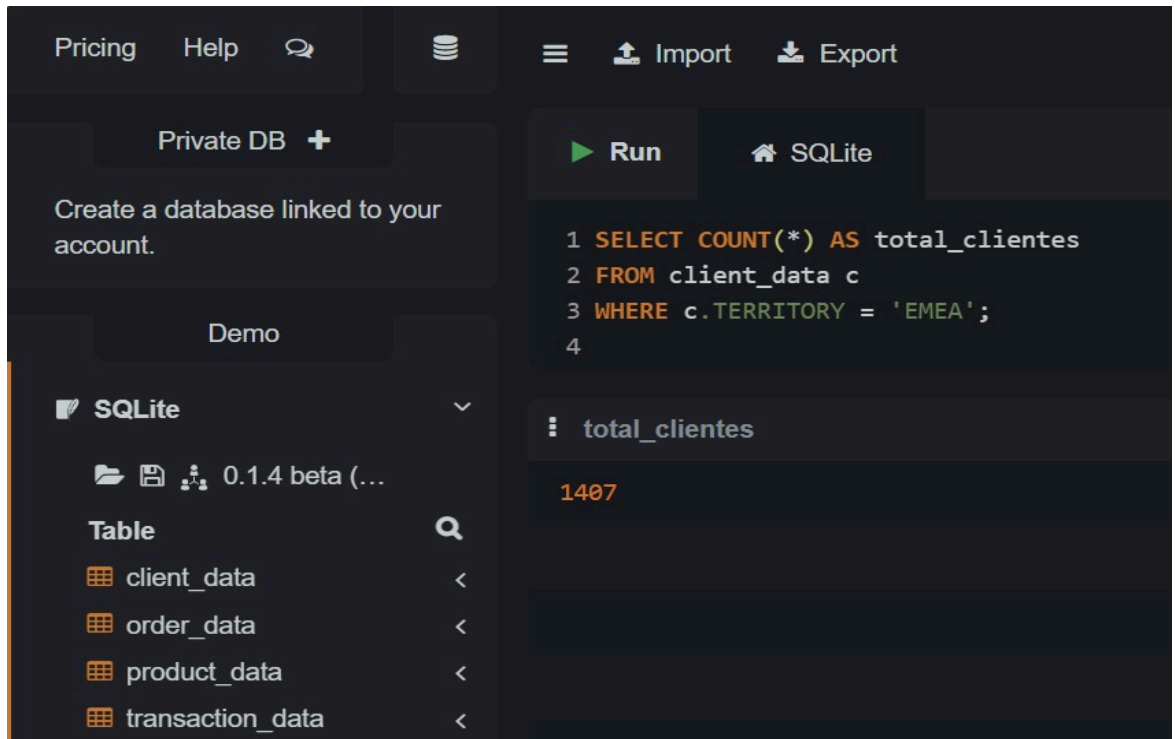 Pricing Help
Import Export
Private DB
Run SQLite
Create a database linked to your
account.
1 SELECT COUNT(*) AS total_clientes
2 FROM client_data c
3 WHERE c.TERRITORY = 'EMEA';
4
Demo
SQLite
0.1.4 beta (...
Table
client_data
order_data
product_data
transaction_data
total_clientes
1407